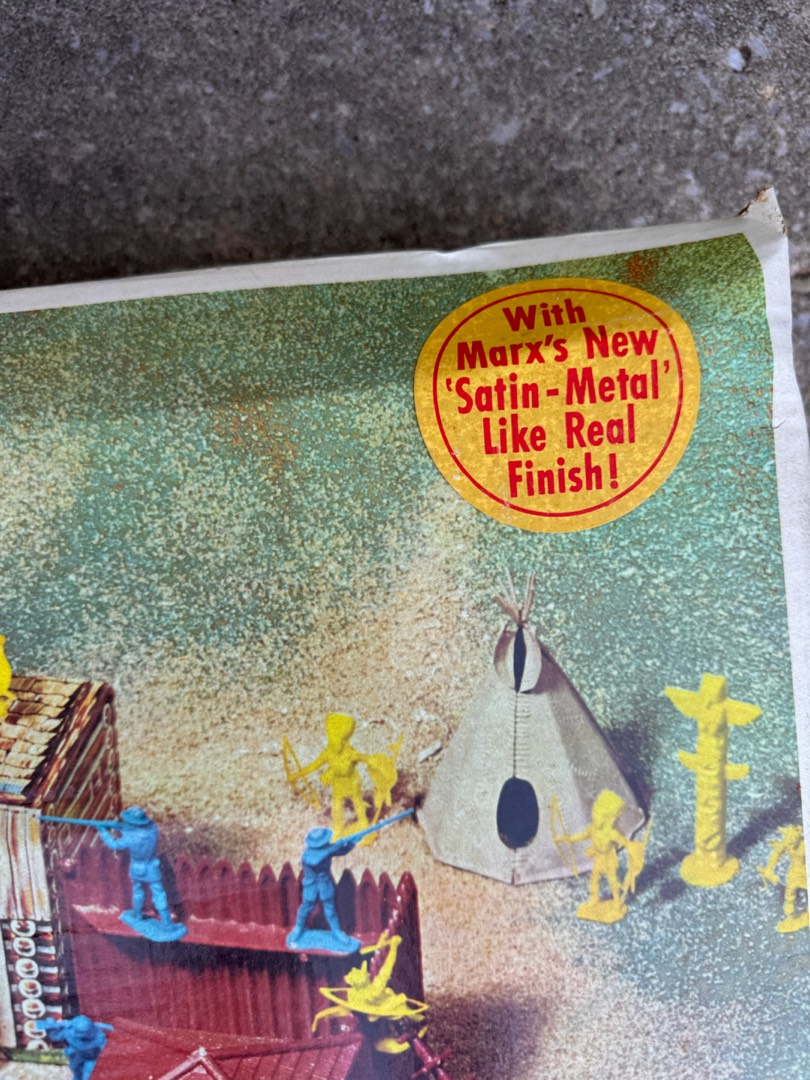 With
Marx's New
'Satin-Metal'
Like Real
Finish!